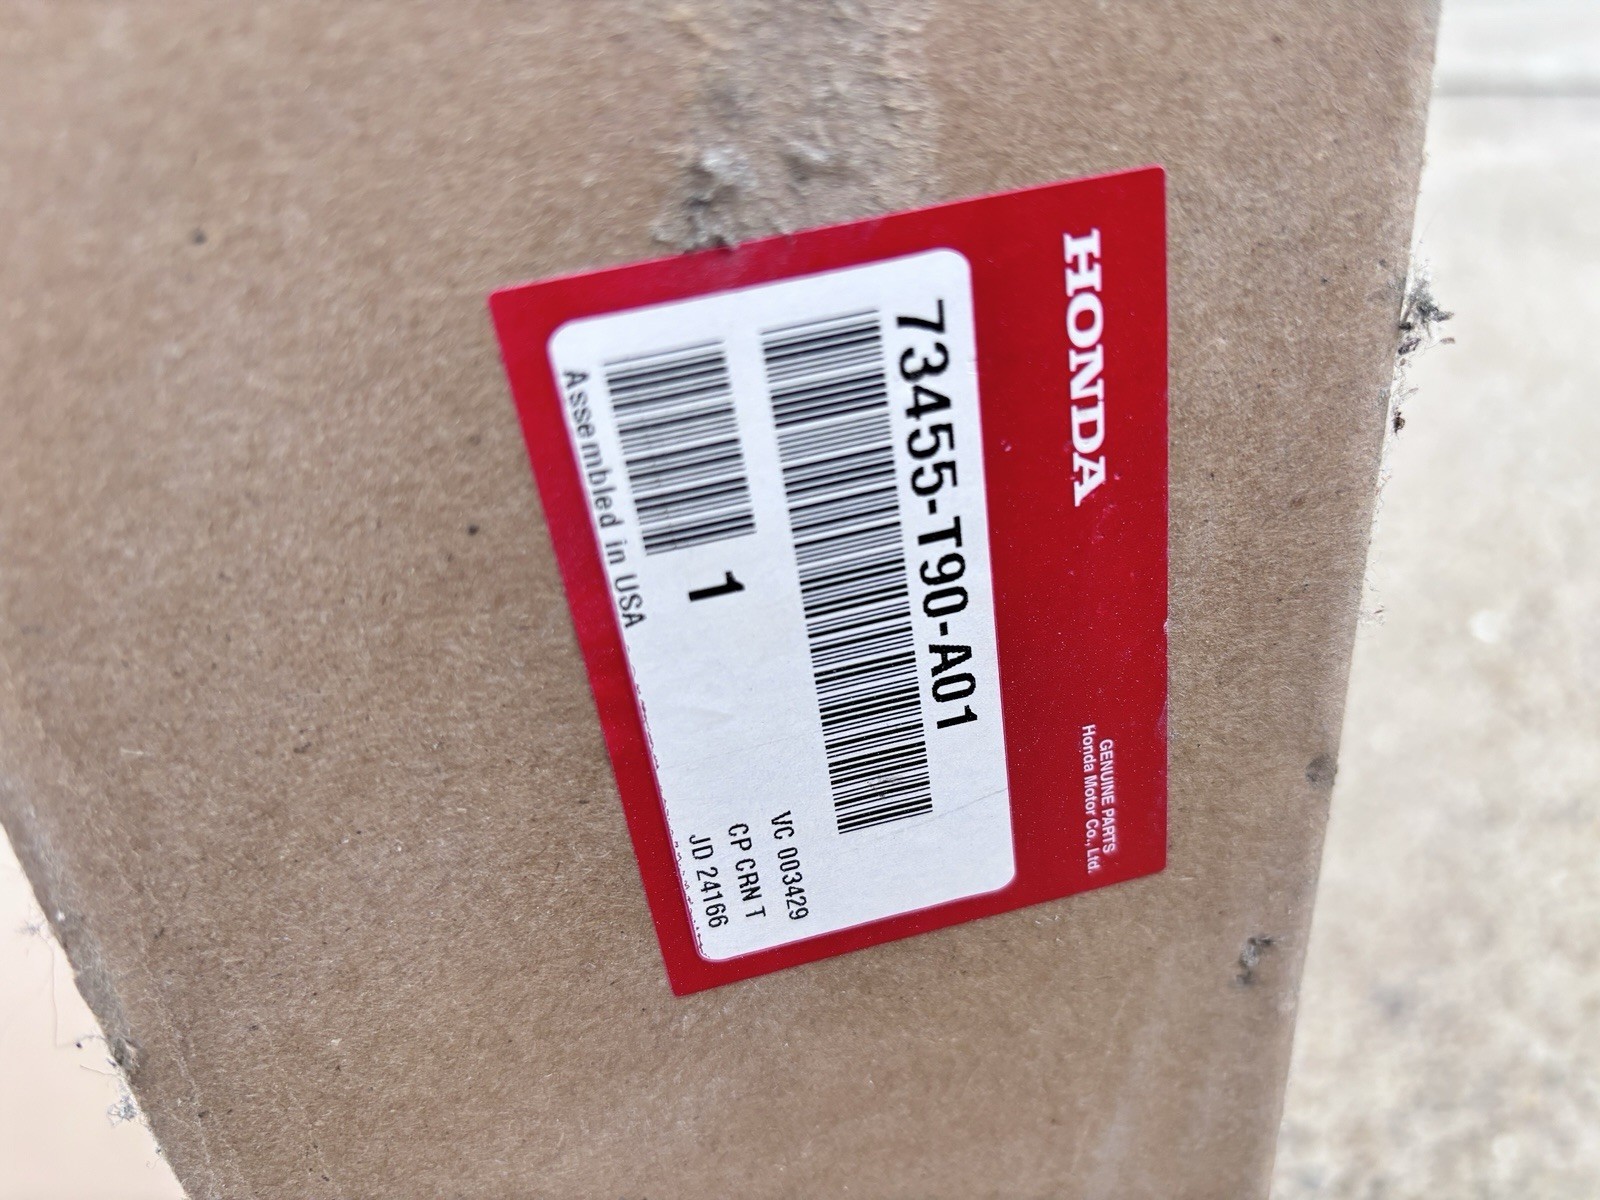 HONDA
GENUINE PARTS
Honda Motor Co., Ltd.
73455-T90-A01
1
Assembled in USA
VC 003429
CP CRN T
JD 24166